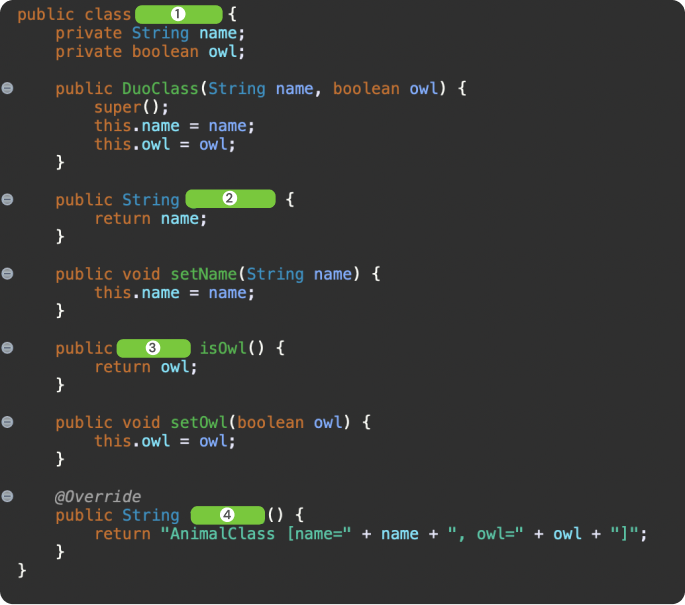 public class 1 {
private String name;
private boolean owl;
public DuoClass(String name, boolean owl) {
super();
this.name = name;
this.owl = owl;
}
public String 2 {
return name;
}
public void setName(String name) {
this.name = name;
}
public 3 isOwl() {
return owl;
}
public void setOwl(boolean owl) {
this.owl = owl;
}
@Override
public String 4 () {
return "AnimalClass [name=" + name + ", owl=" + owl + "]";
}
}